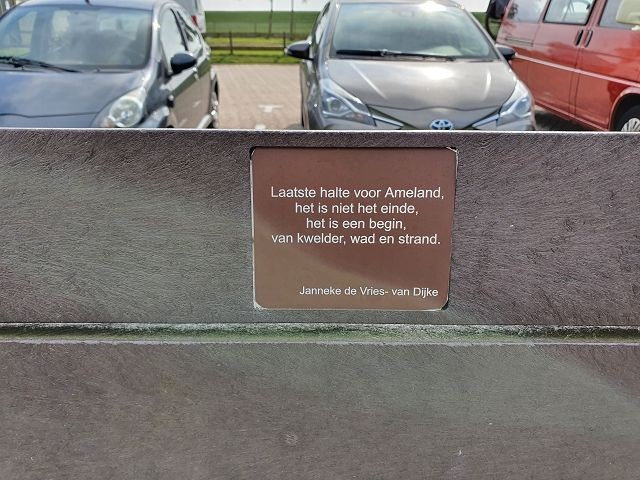 Laatste halte voor Ameland,
het is niet het einde,
het is een begin,
van kwelder, wad en strand.
Janneke de Vries- van Dijke